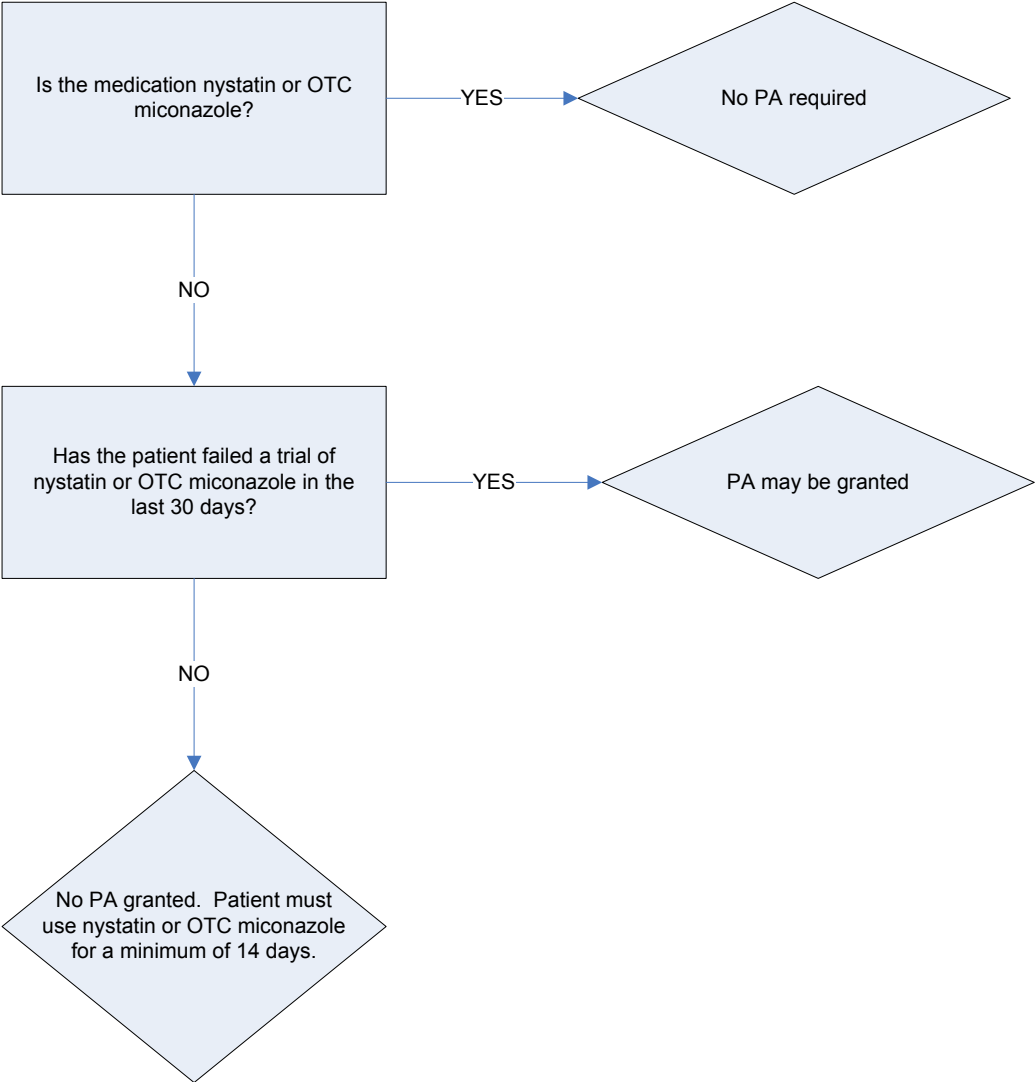 Is the medication nystatin or OTC
miconazole?
YES
No PA required
NO
Has the patient failed a trial of
nystatin or OTC miconazole in the
last 30 days?
YES
PA may be granted
NO
No PA granted.  Patient must
use nystatin or OTC miconazole
for a minimum of 14 days.